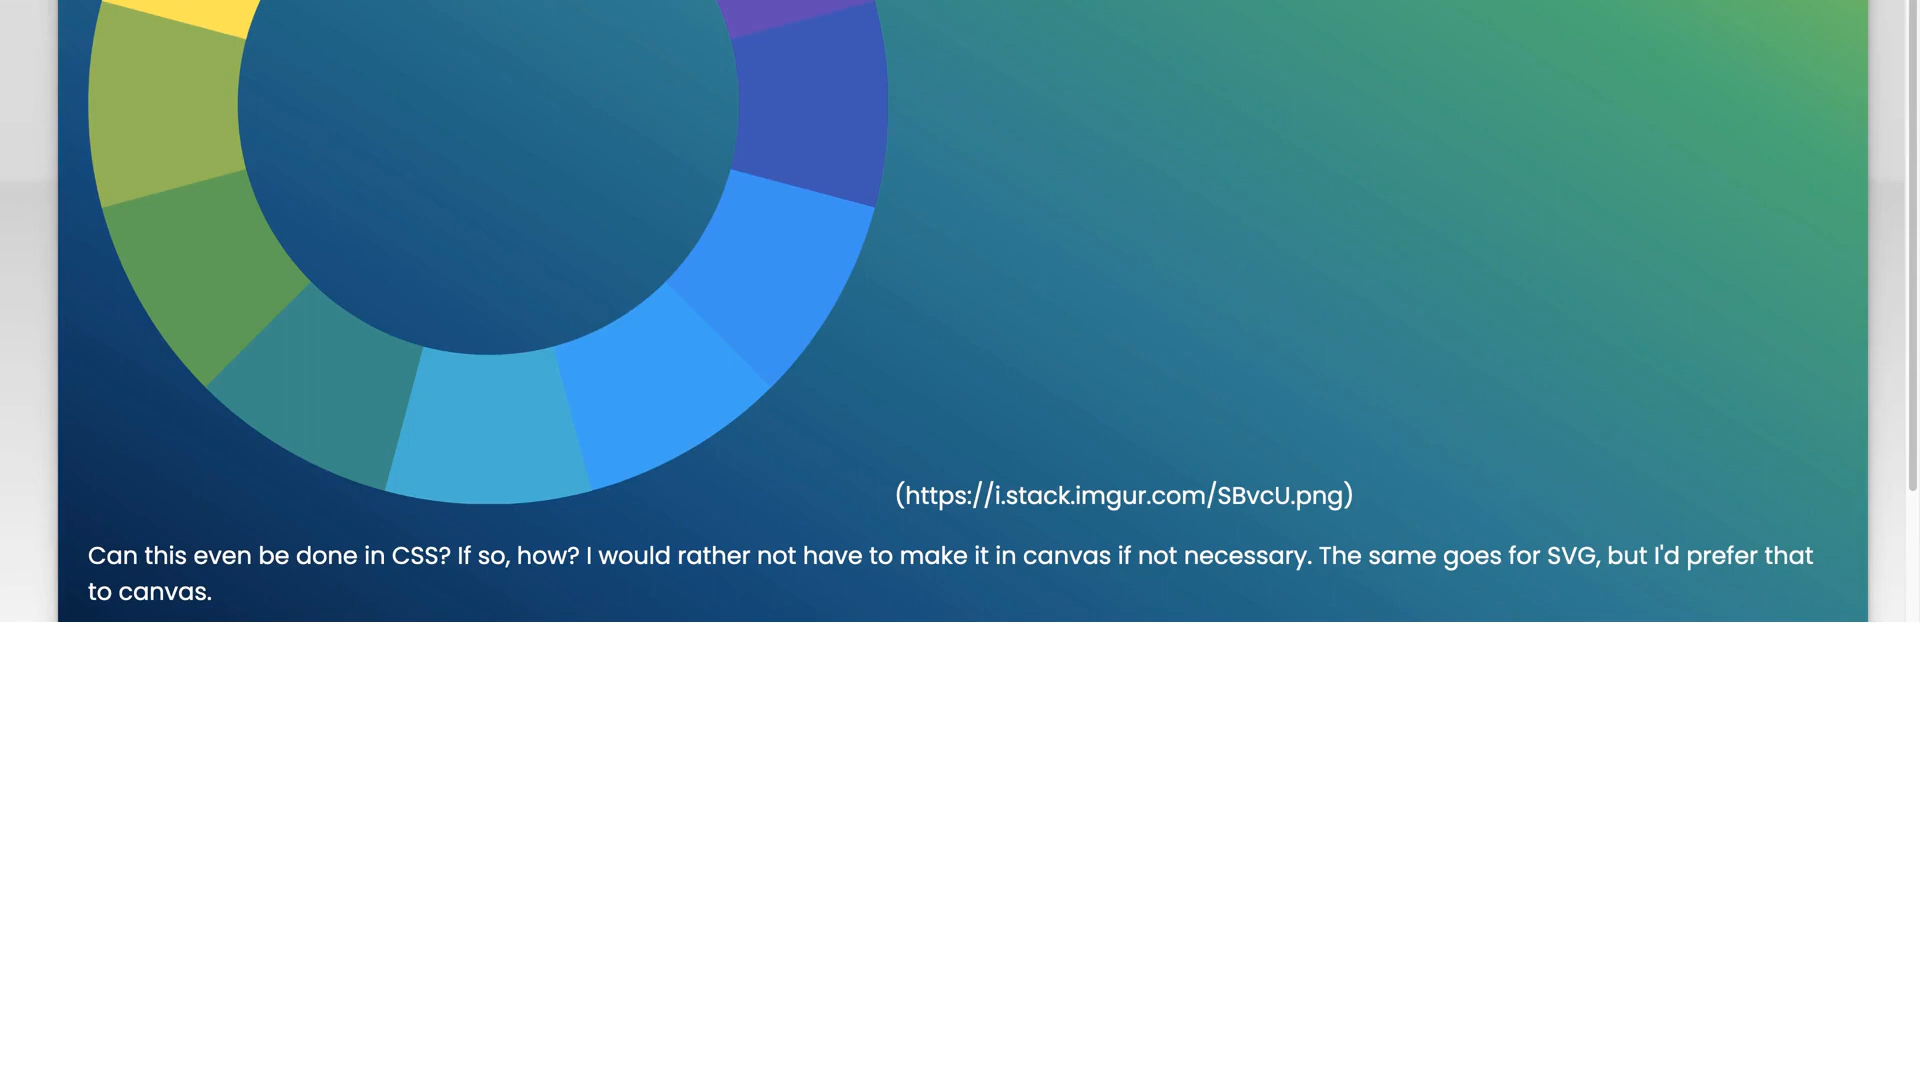 (https://i.stack.imgur.com/SBvcU.png)
Can this even be done in CSS? If so, how? I would rather not have to make it in canvas if not necessary. The same goes for SVG, but I'd prefer that
to canvas.